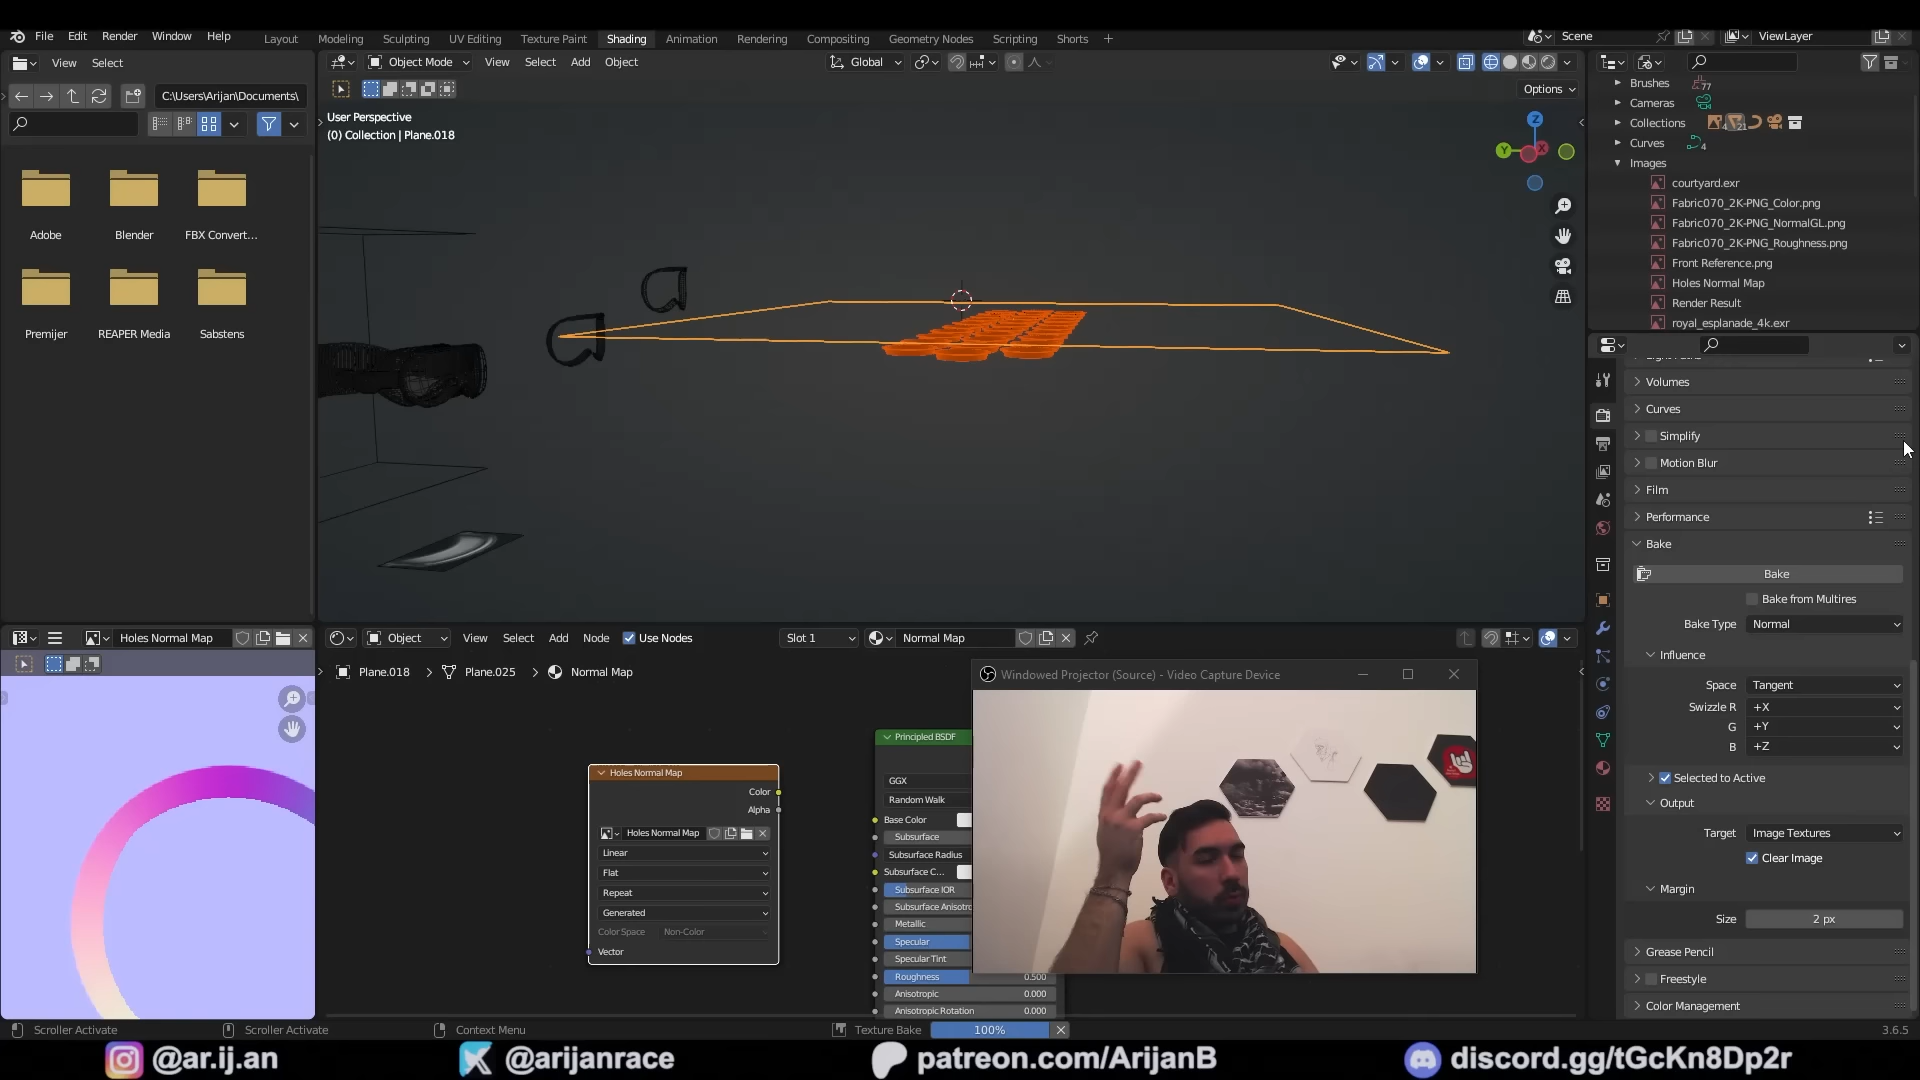 File Edit Render Window Help
Layout Modeling Sculpting UV Editing Texture Paint Shading Animation Rendering Compositing Geometry Nodes Scripting Shorts +
Scene
ViewLayer
View Select
Object Mode View Select Add Object
Global
C:\Users\Arijan\Documents\
Options
User Perspective
(0) Collection | Plane.018
Z
Y
X
Adobe
Blender
FBX Convert...
Premijer
REAPER Media
Sabstens
Brushes
77
Cameras
Collections
21
Curves
4
Images
courtyard.exr
Fabric070_2K-PNG_Color.png
Fabric070_2K-PNG_NormalGL.png
Fabric070_2K-PNG_Roughness.png
Front Reference.png
Holes Normal Map
Render Result
royal_esplanade_4k.exr
Volumes
Curves
Simplify
Motion Blur
Film
Performance
Bake
Bake
Bake from Multires
Bake Type Normal
Influence
Space Tangent
Swizzle R +X
G +Y
B +Z
Selected to Active
Output
Target Image Textures
Clear Image
Margin
Size 2 px
Grease Pencil
Freestyle
Color Management
Holes Normal Map
Object View Select Add Node Use Nodes Slot 1 Normal Map
Plane.018 > Plane.025 > Normal Map
Holes Normal Map
Color
Alpha
Holes Normal Map
Linear
Flat
Repeat
Generated
Color Space Non-Color
Vector
Principled BSDF
GGX
Random Walk
Base Color
Subsurface
Subsurface Radius
Subsurface C...
Subsurface IOR
Subsurface Anisotro
Metallic
Specular
Specular Tint
Roughness 0.500
Anisotropic 0.000
Anisotropic Rotation 0.000
Windowed Projector (Source) - Video Capture Device
Scroller Activate
Scroller Activate
Context Menu
Texture Bake 100%
3.6.5
@ar.ij.an
@arijanrace
patreon.com/ArijanB
discord.gg/tGcKn8Dp2r